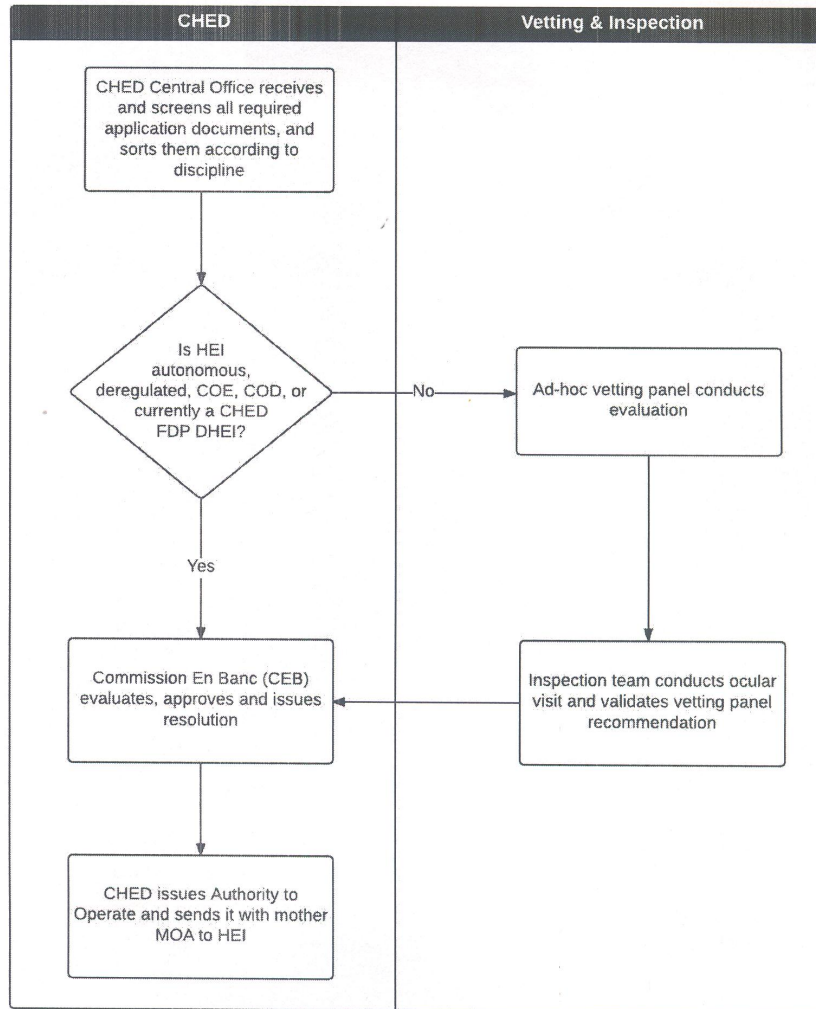 CHED
Vetting & Inspection
CHED Central Office receives
and screens all required
application documents, and
sorts them according to
discipline
Is HEI
autonomous,
deregulated, COE, COD, or
currently a CHED
FDP DHEI?
No
Ad-hoc vetting panel conducts
evaluation
Yes
Commission En Banc (CEB)
evaluates, approves and issues
resolution
Inspection team conducts ocular
visit and validates vetting panel
recommendation
CHED issues Authority to
Operate and sends it with mother
MOA to HEI